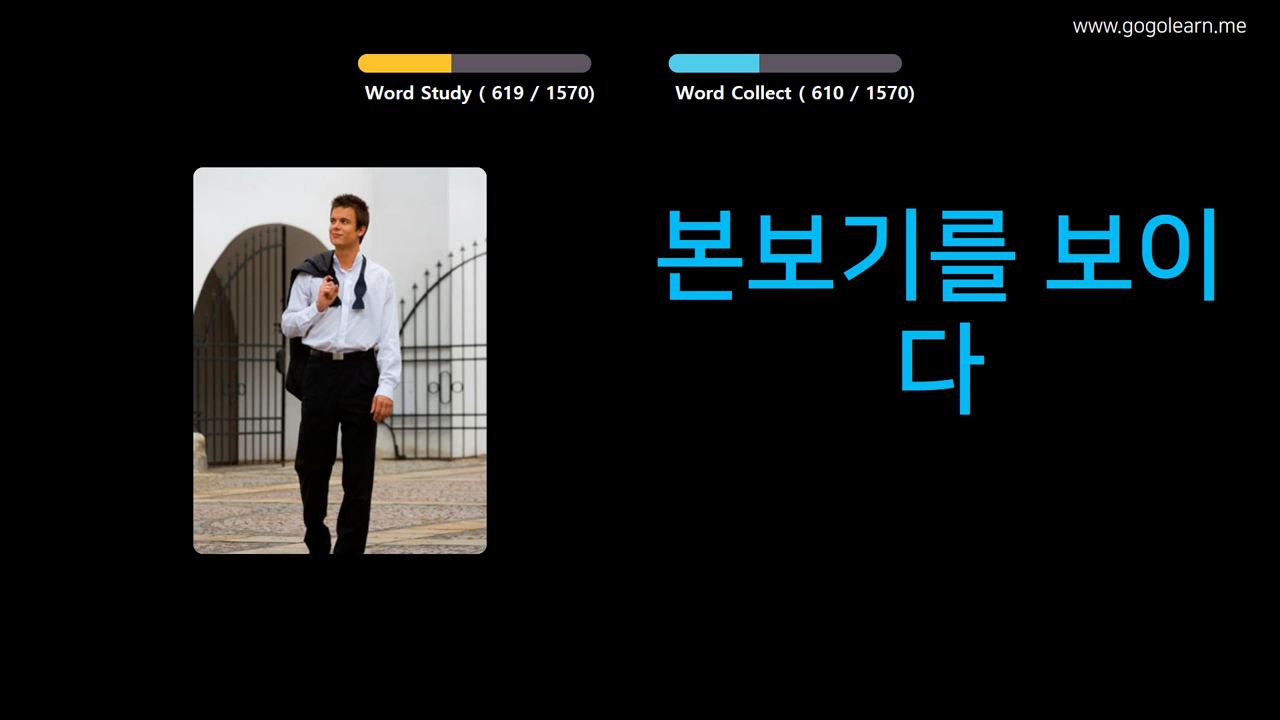 www.gogolearn.me
Word Study ( 619 / 1570)
Word Collect ( 610 / 1570)
본보기를 보이
다